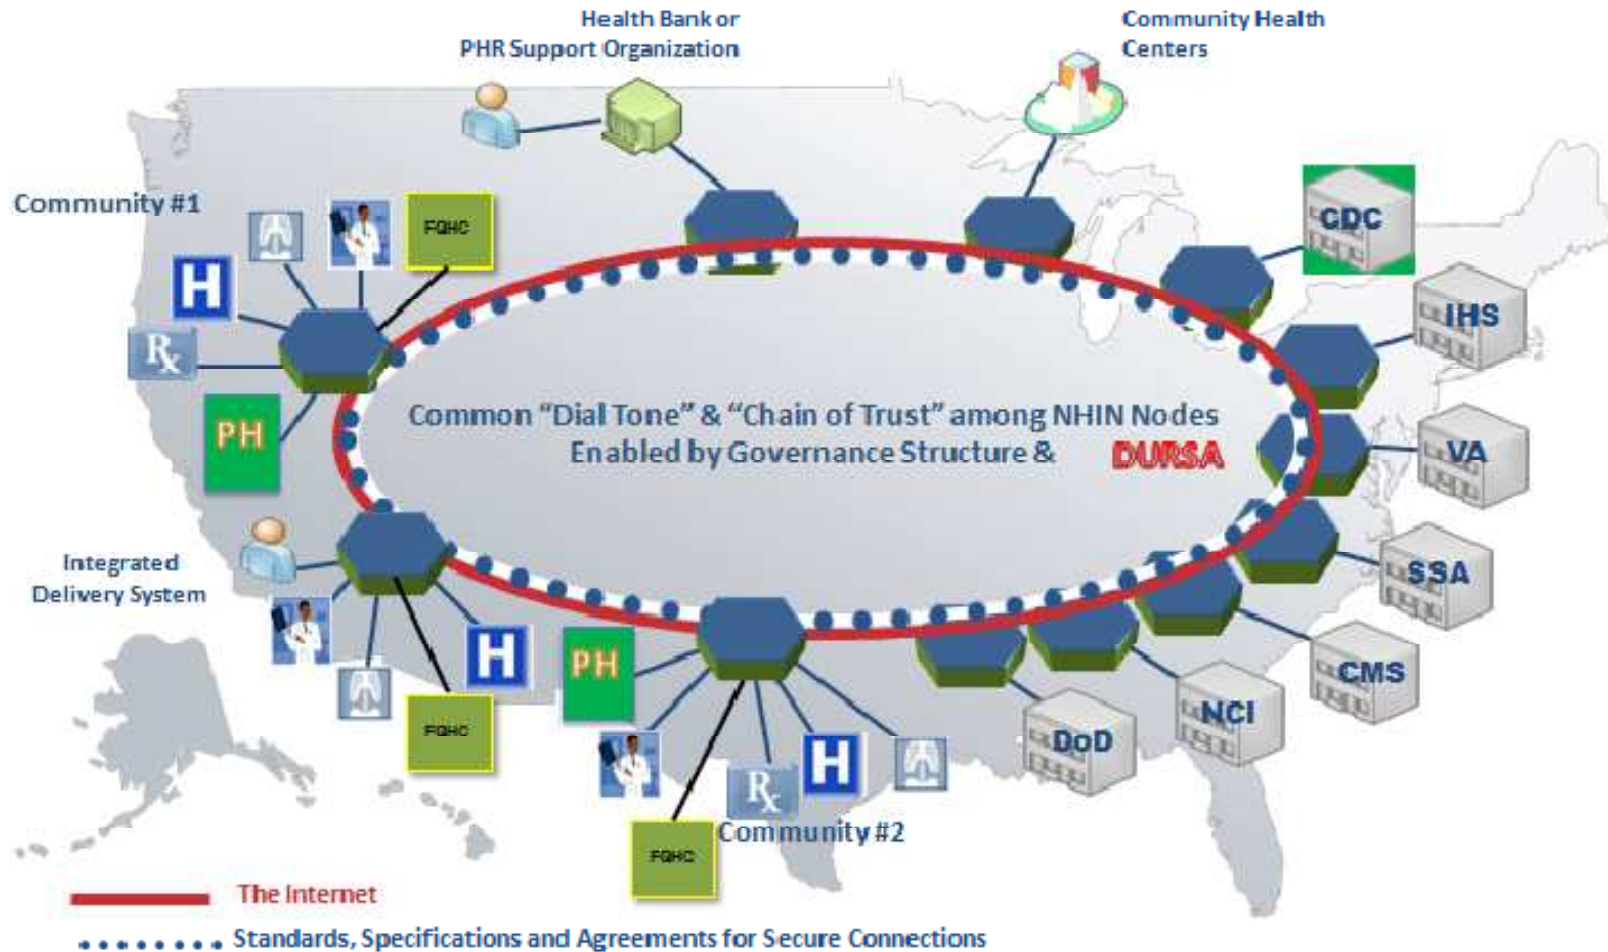 Health Bank or
PHR Support Organization
Community Health
Centers
Community #1
FQHC
CDC
H
IHS
Rx
PH
Common "Dial Tone" & "Chain of Trust" among NHIN Nodes
Enabled by Governance Structure & DURSA
VA
Integrated
Delivery System
SSA
H
PH
CMS
FQHC
NCI
DoD
H
Rx
Community #2
FQHC
The Internet
Standards, Specifications and Agreements for Secure Connections